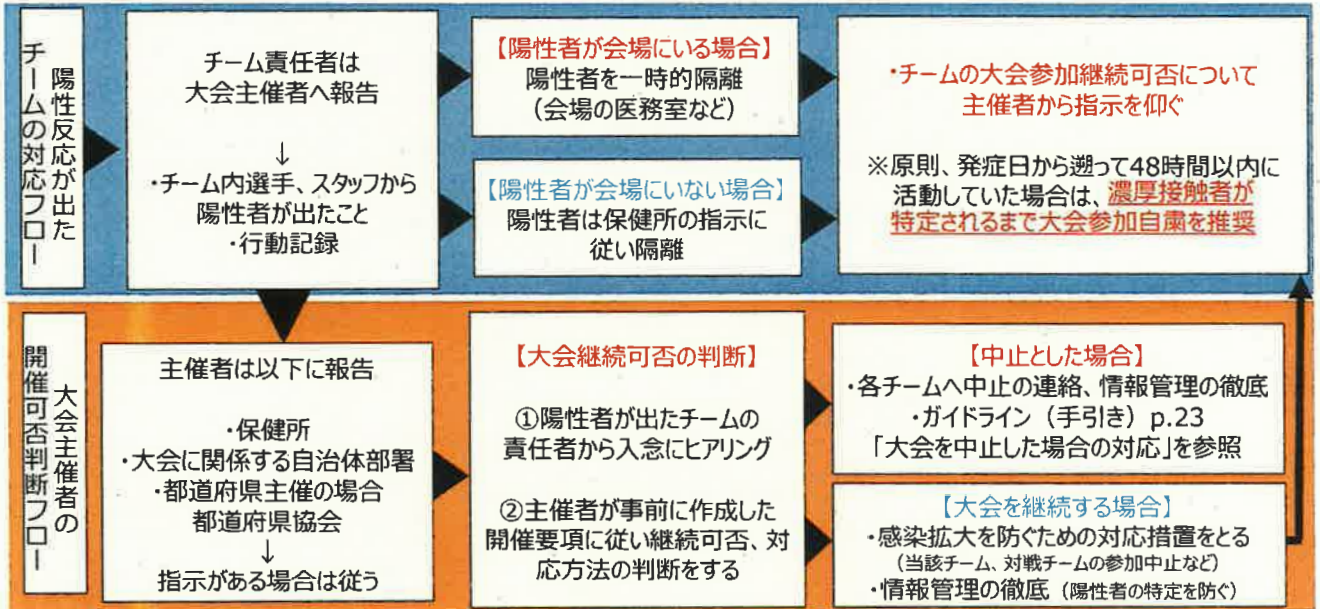 陽性反応が出た
チームの対応フロー
チーム責任者は
大会主催者へ報告
↓
・チーム内選手、スタッフから
陽性者が出たこと
・行動記録
【陽性者が会場にいる場合】
陽性者を一時的隔離
（会場の医務室など）
【陽性者が会場にいない場合】
陽性者は保健所の指示に
従い隔離
・チームの大会参加継続可否について
主催者から指示を仰ぐ
※原則、発症日から遡って48時間以内に
活動していた場合は、濃厚接触者が
特定されるまで大会参加自粛を推奨
大会主催者の
開催可否判断フロー
主催者は以下に報告
・保健所
・大会に関係する自治体部署
・都道府県主催の場合
都道府県協会
↓
指示がある場合は従う
【大会継続可否の判断】
①陽性者が出たチームの
責任者から入念にヒアリング
②主催者が事前に作成した
開催要項に従い継続可否、対
応方法の判断をする
【中止とした場合】
・各チームへ中止の連絡、情報管理の徹底
・ガイドライン（手引き）p.23
「大会を中止した場合の対応」を参照
【大会を継続する場合】
・感染拡大を防ぐための対応措置をとる
（当該チーム、対戦チームの参加中止など）
・情報管理の徹底（陽性者の特定を防ぐ）